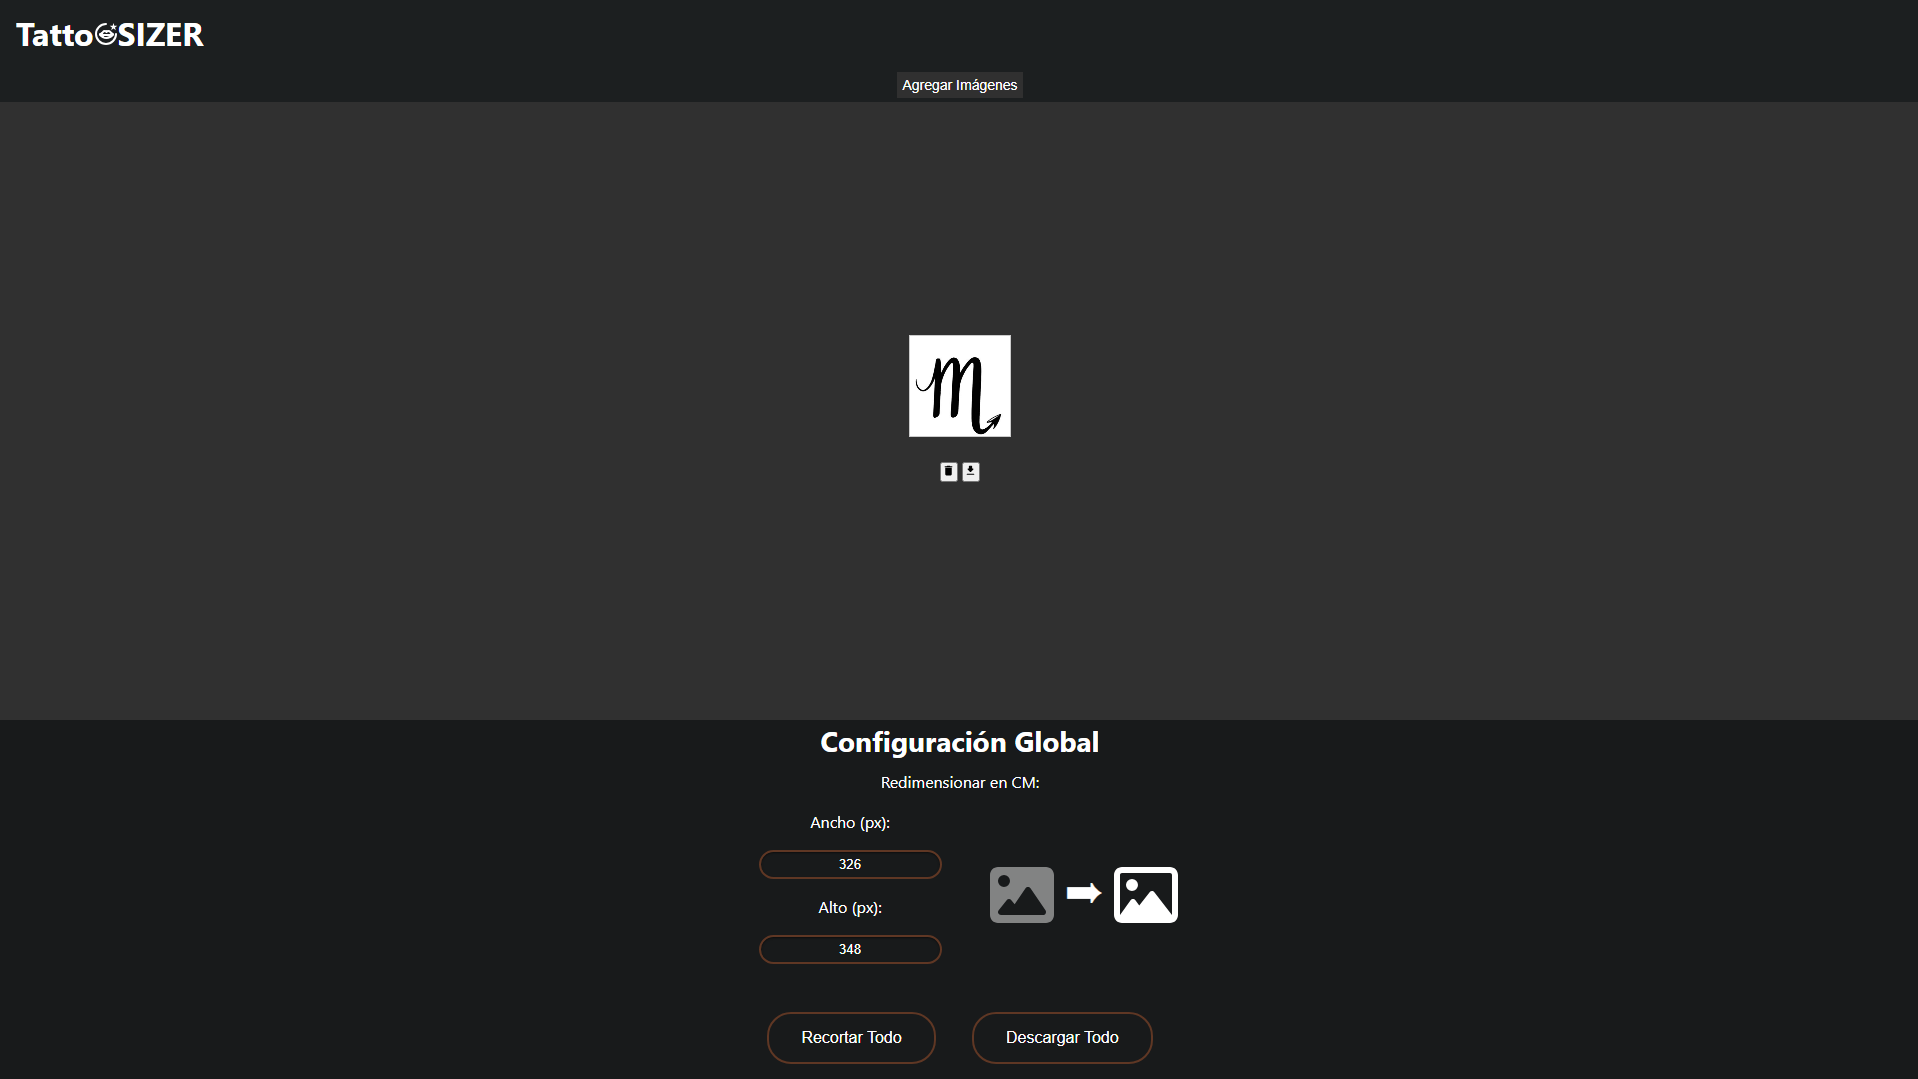 TattoSIZER
Agregar Imágenes
Configuración Global
Redimensionar en CM:
Ancho (px):
326
Alto (px):
348
Recortar Todo
Descargar Todo